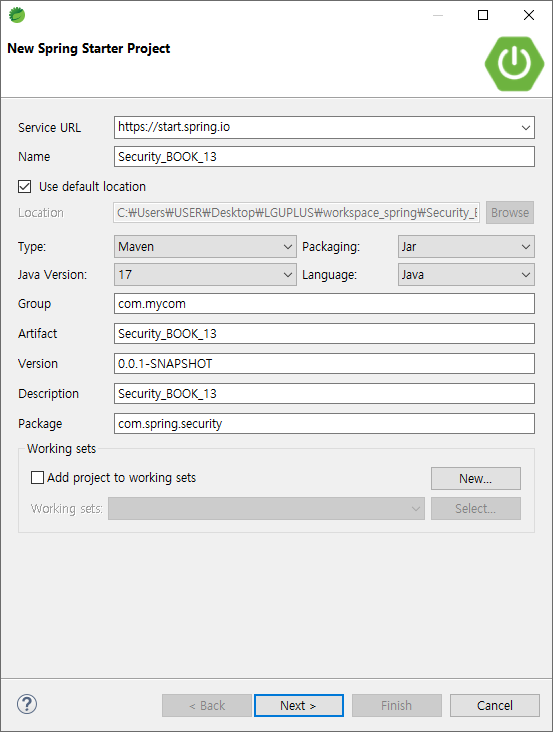 New Spring Starter Project
Service URL https://start.spring.io
Name Security_BOOK_13
Use default location
Location C:₩Users₩USER₩Desktop₩LGUPLUS₩workspace_spring₩Security_E Browse
Type: Maven Packaging: Jar
Java Version: 17 Language: Java
Group com.mycom
Artifact Security_BOOK_13
Version 0.0.1-SNAPSHOT
Description Security_BOOK_13
Package com.spring.security
Working sets
Add project to working sets New...
Working sets: Select...
? < Back Next > Finish Cancel